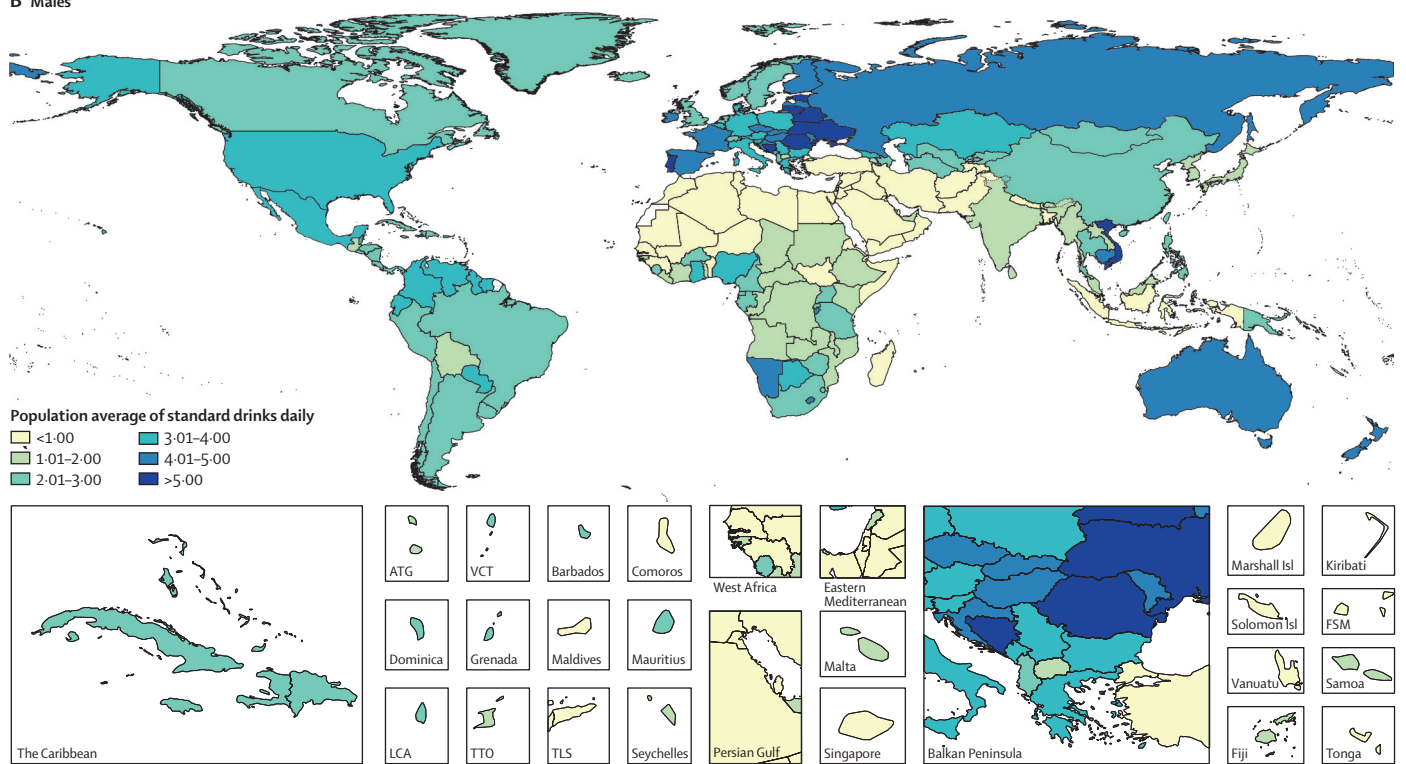 B Males
Population average of standard drinks daily
<1·00
1·01–2·00
2·01–3·00
3·01–4·00
4·01–5·00
>5·00
The Caribbean
ATG
VCT
Barbados
Comoros
Dominica
Grenada
Maldives
Mauritius
LCA
TTO
TLS
Seychelles
West Africa
Eastern
Mediterranean
Persian Gulf
Malta
Singapore
Balkan Peninsula
Marshall Isl
Kiribati
Solomon Isl
FSM
Vanuatu
Samoa
Fiji
Tonga